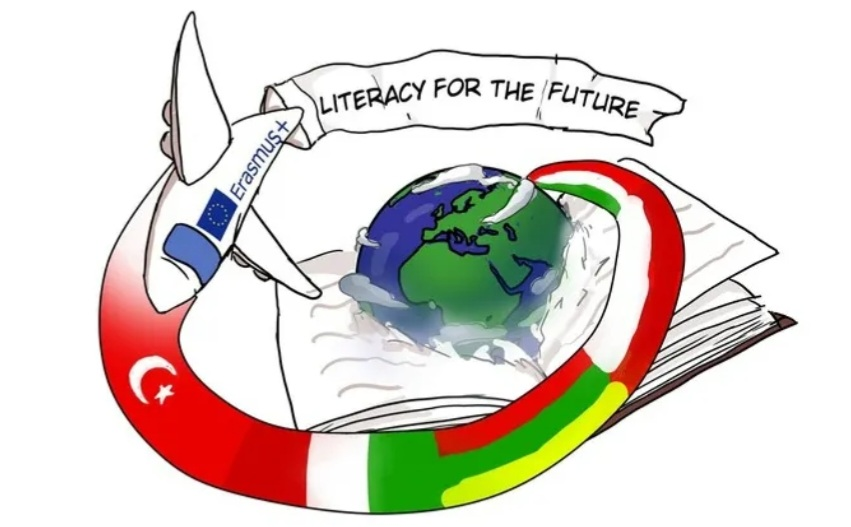 LITERACY FOR THE FUTURE
Erasmus+